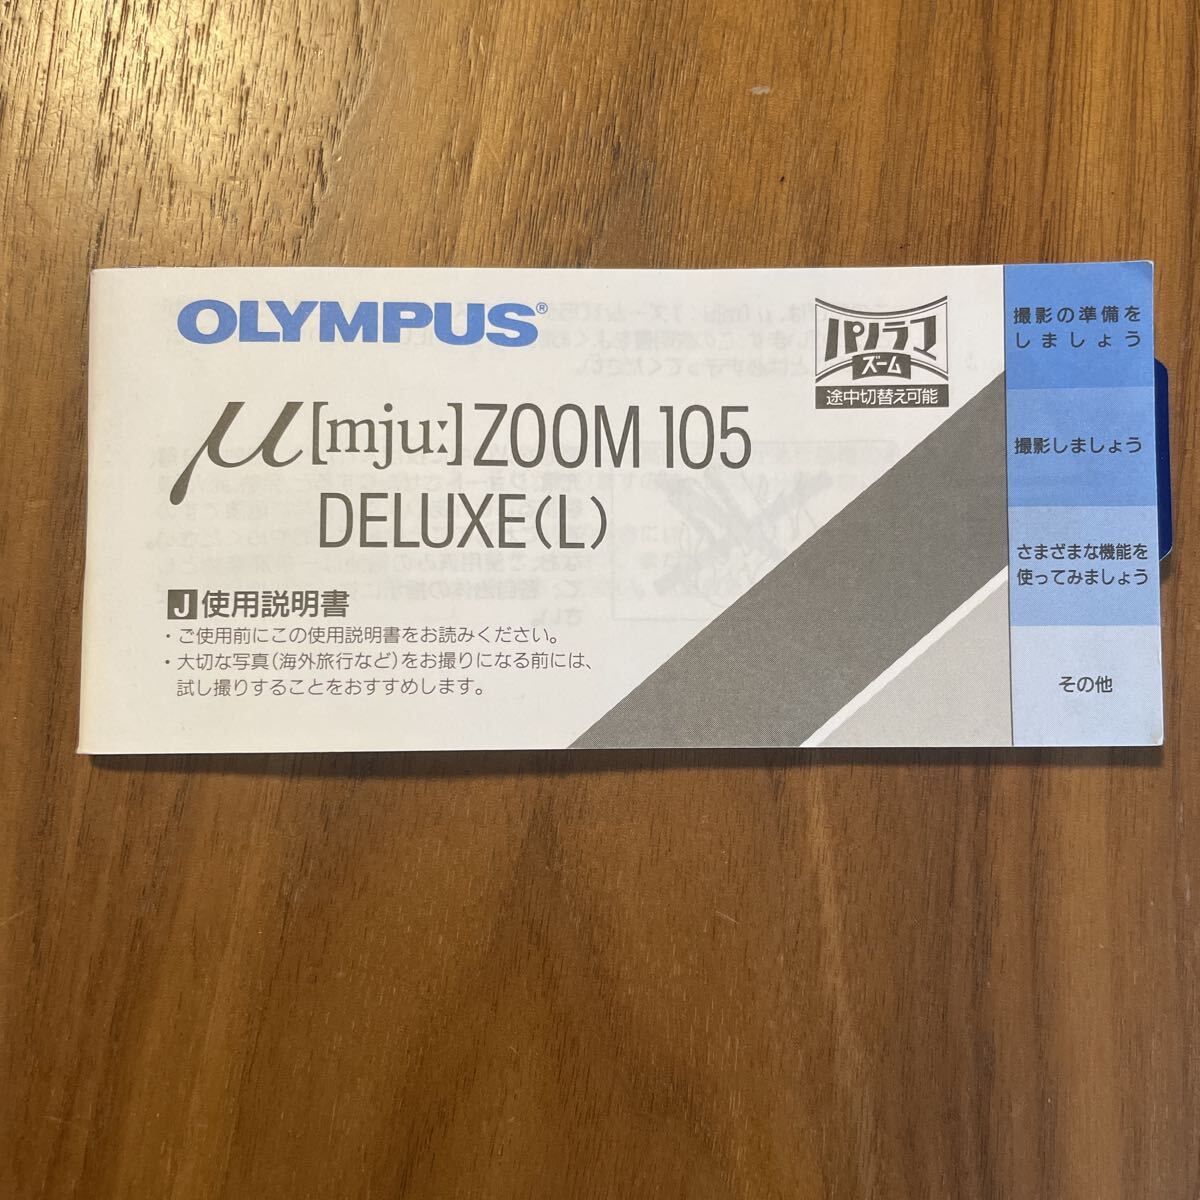 OLYMPUS®
μ[mju:]ZOOM 105
DELUXE(L)
パノラマ
ズーム
途中切替え可能
J 使用説明書
・ご使用前にこの使用説明書をお読みください。
・大切な写真(海外旅行など)をお撮りになる前には、
試し撮りすることをおすすめします。
撮影の準備を
しましょう
撮影しましょう
さまざまな機能を
使ってみましょう
その他